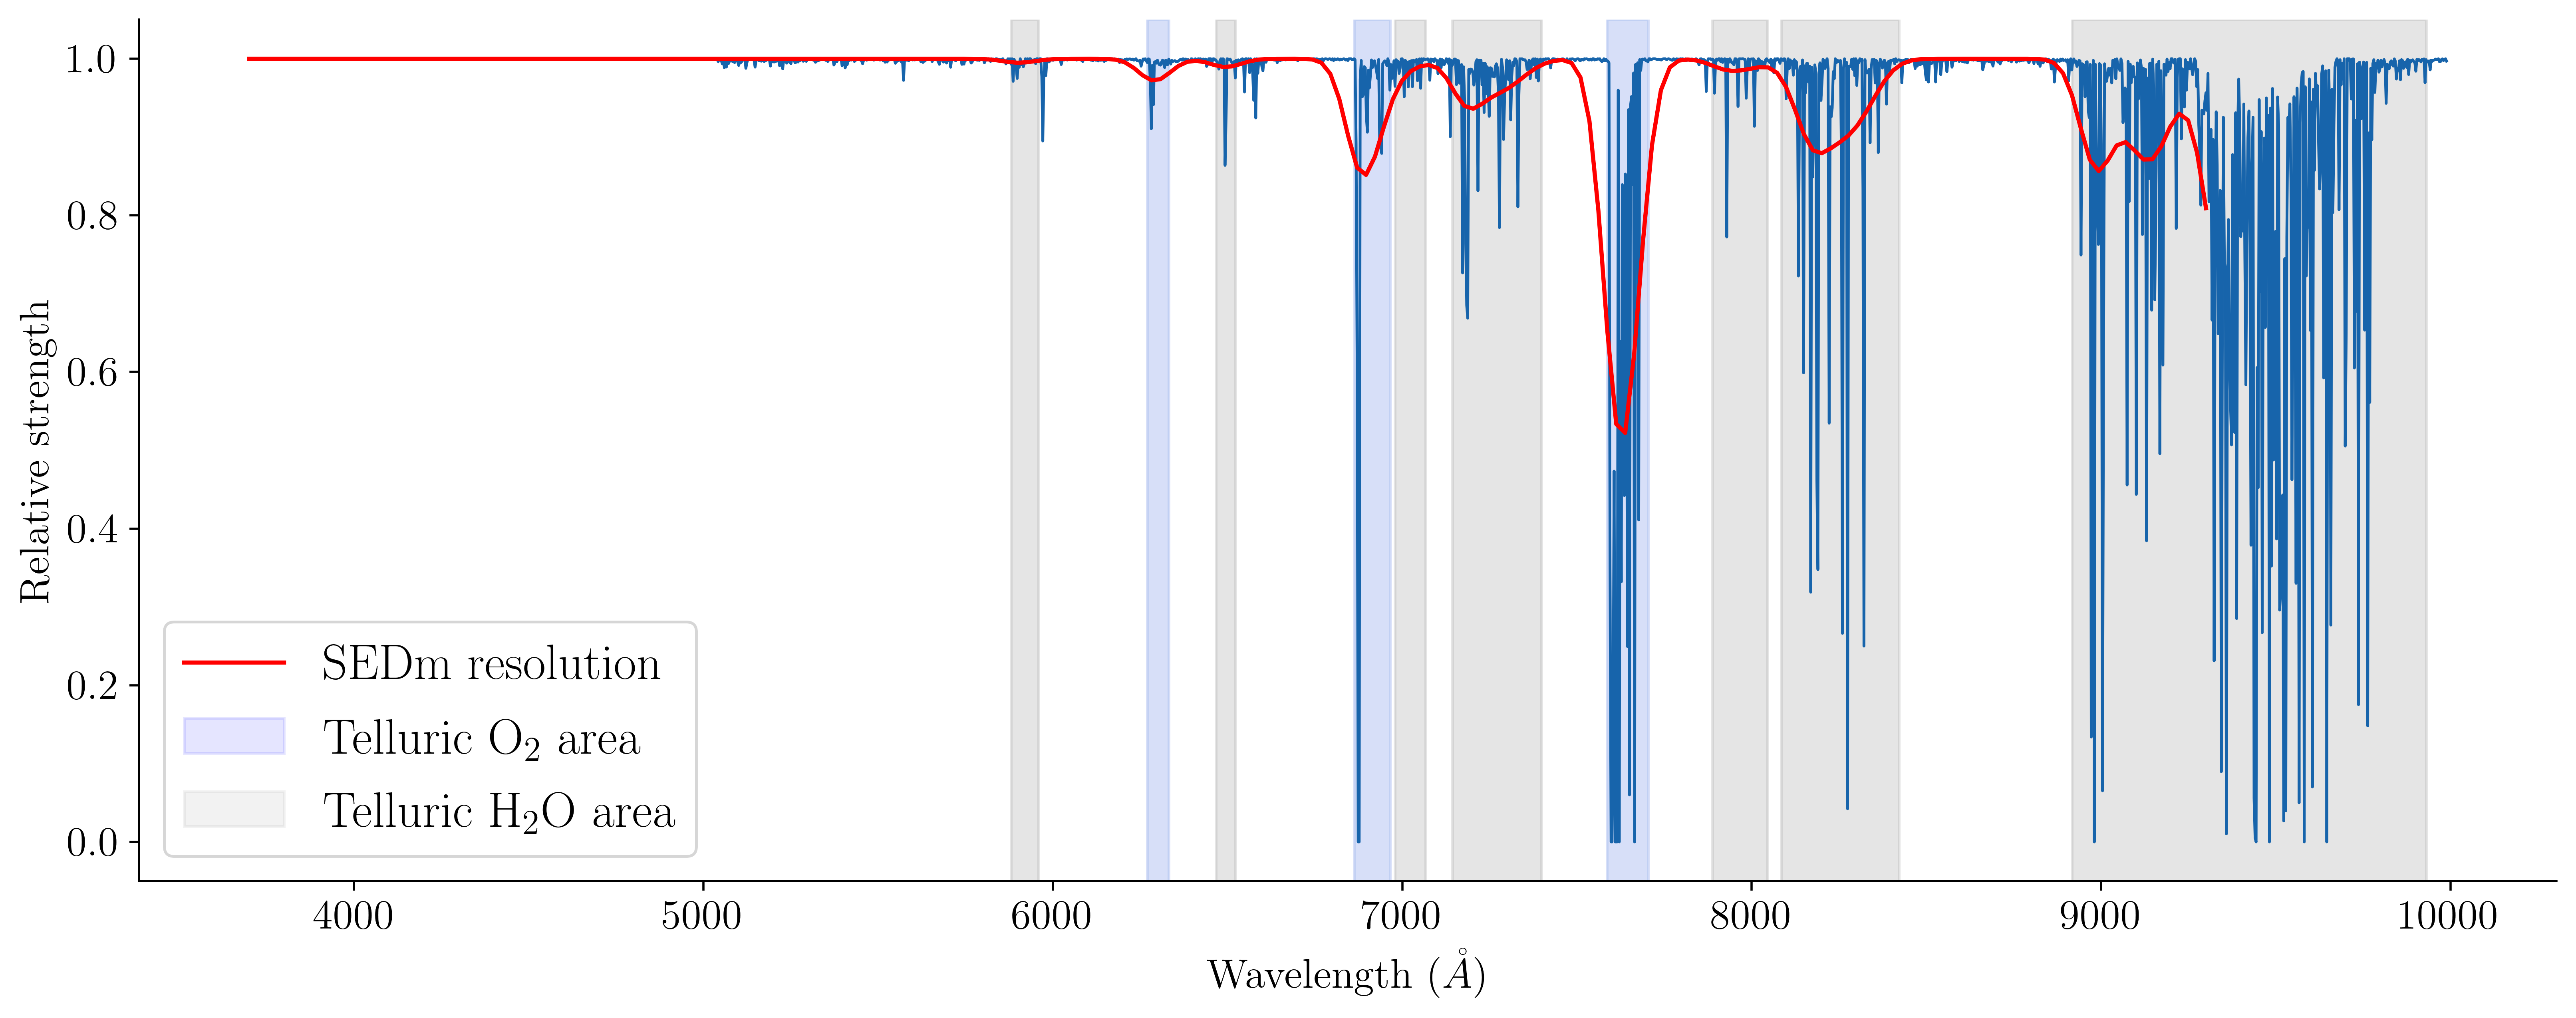 1.0
0.8
0.6
0.4
0.2
0.0
Relative strength
SEDm resolution
Telluric O₂ area
Telluric H₂O area
4000 5000 6000 7000 8000 9000 10000
Wavelength (Å)